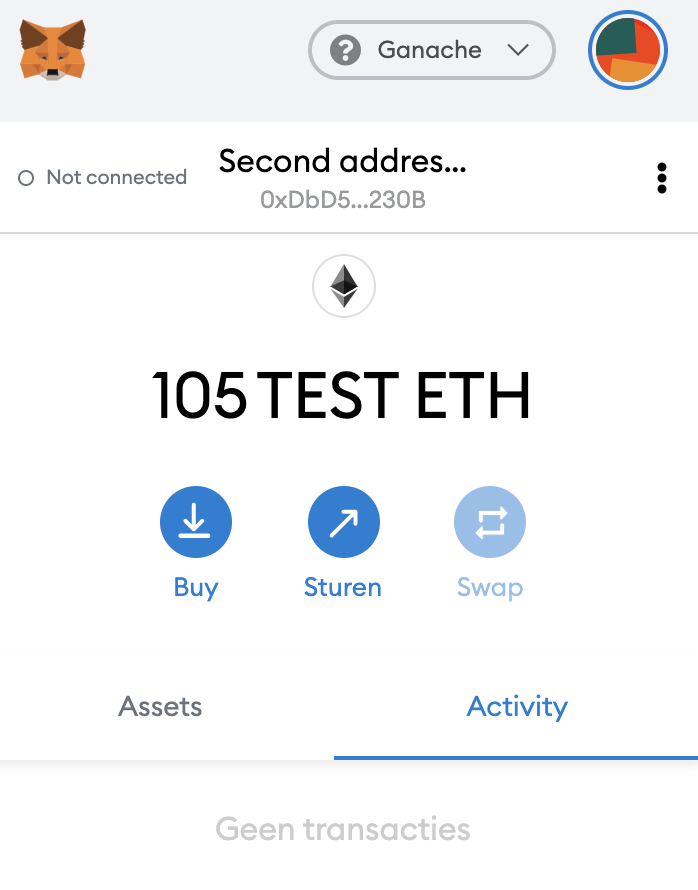 Ganache
Not connected
Second addres...
0xDbD5...230B
105 TEST ETH
Buy
Sturen
Swap
Assets
Activity
Geen transacties